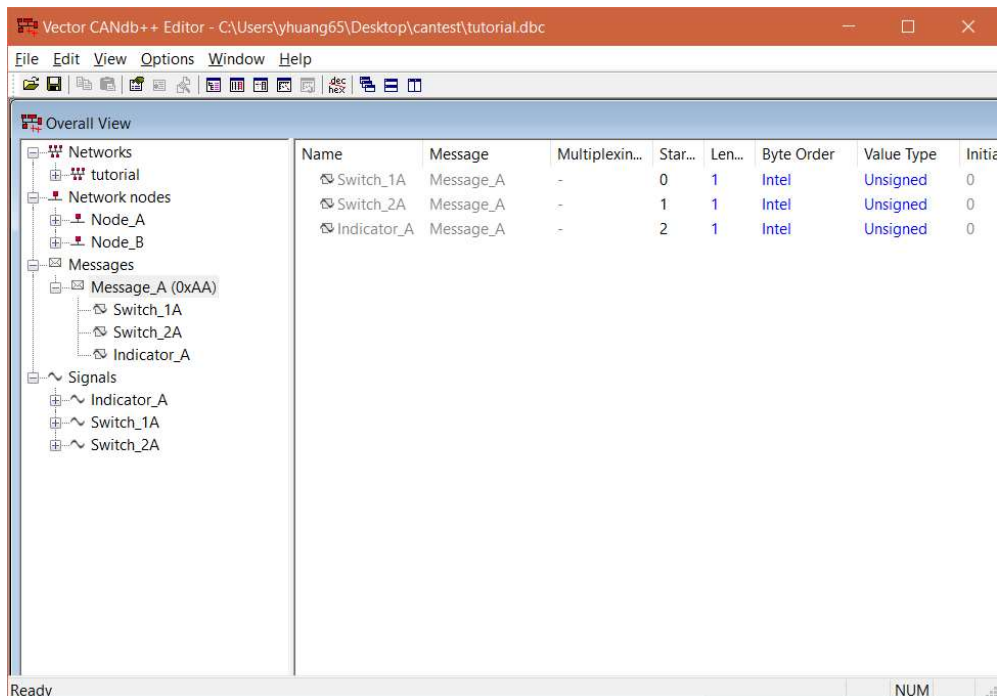 Vector CANdb++ Editor - C:\Users\yhuang65\Desktop\cantest\tutorial.dbc
File Edit View Options Window Help
dec
hex
Overall View
Networks
tutorial
Network nodes
Node_A
Node_B
Messages
Message_A (0xAA)
Switch_1A
Switch_2A
Indicator_A
Signals
Indicator_A
Switch_1A
Switch_2A
Name Message Multiplexin... Star... Len... Byte Order Value Type Initia
Switch_1A Message_A - 0 1 Intel Unsigned 0
Switch_2A Message_A - 1 1 Intel Unsigned 0
Indicator_A Message_A - 2 1 Intel Unsigned 0
Ready NUM